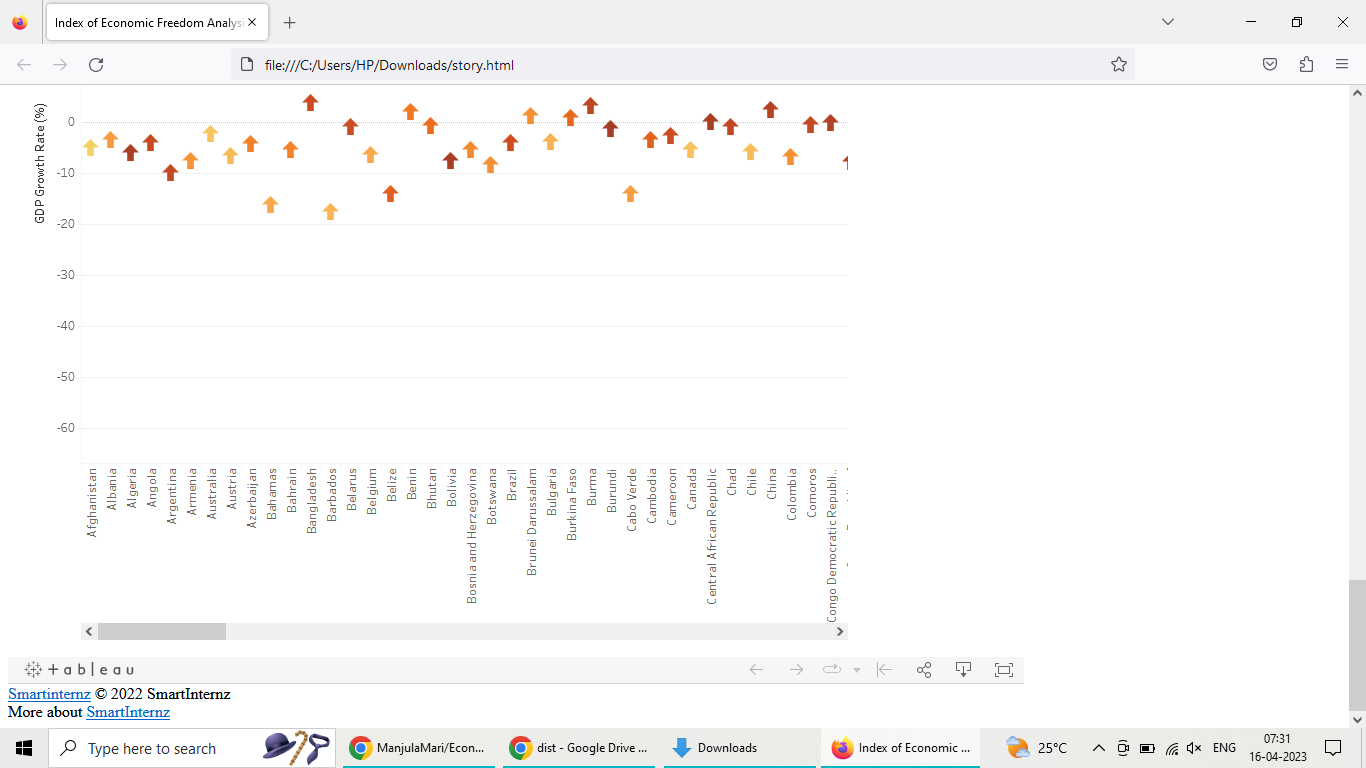 Index of Economic Freedom Analysi
file:///C:/Users/HP/Downloads/story.html
GDP Growth Rate (%)
0
-10
-20
-30
-40
-50
-60
Afghanistan
Albania
Algeria
Angola
Argentina
Armenia
Australia
Austria
Azerbaijan
Bahamas
Bahrain
Bangladesh
Barbados
Belarus
Belgium
Belize
Benin
Bhutan
Bolivia
Bosnia and Herzegovina
Botswana
Brazil
Brunei Darussalam
Bulgaria
Burkina Faso
Burma
Burundi
Cabo Verde
Cambodia
Cameroon
Canada
Central African Republic
Chad
Chile
China
Colombia
Comoros
Congo Democratic Republi..
+ a b l e a u
Smartinternz © 2022 SmartInternz
More about SmartInternz
Type here to search
ManjulaMari/Econ...
dist - Google Drive ...
Downloads
Index of Economic ...
25°C
ENG
07:31
16-04-2023